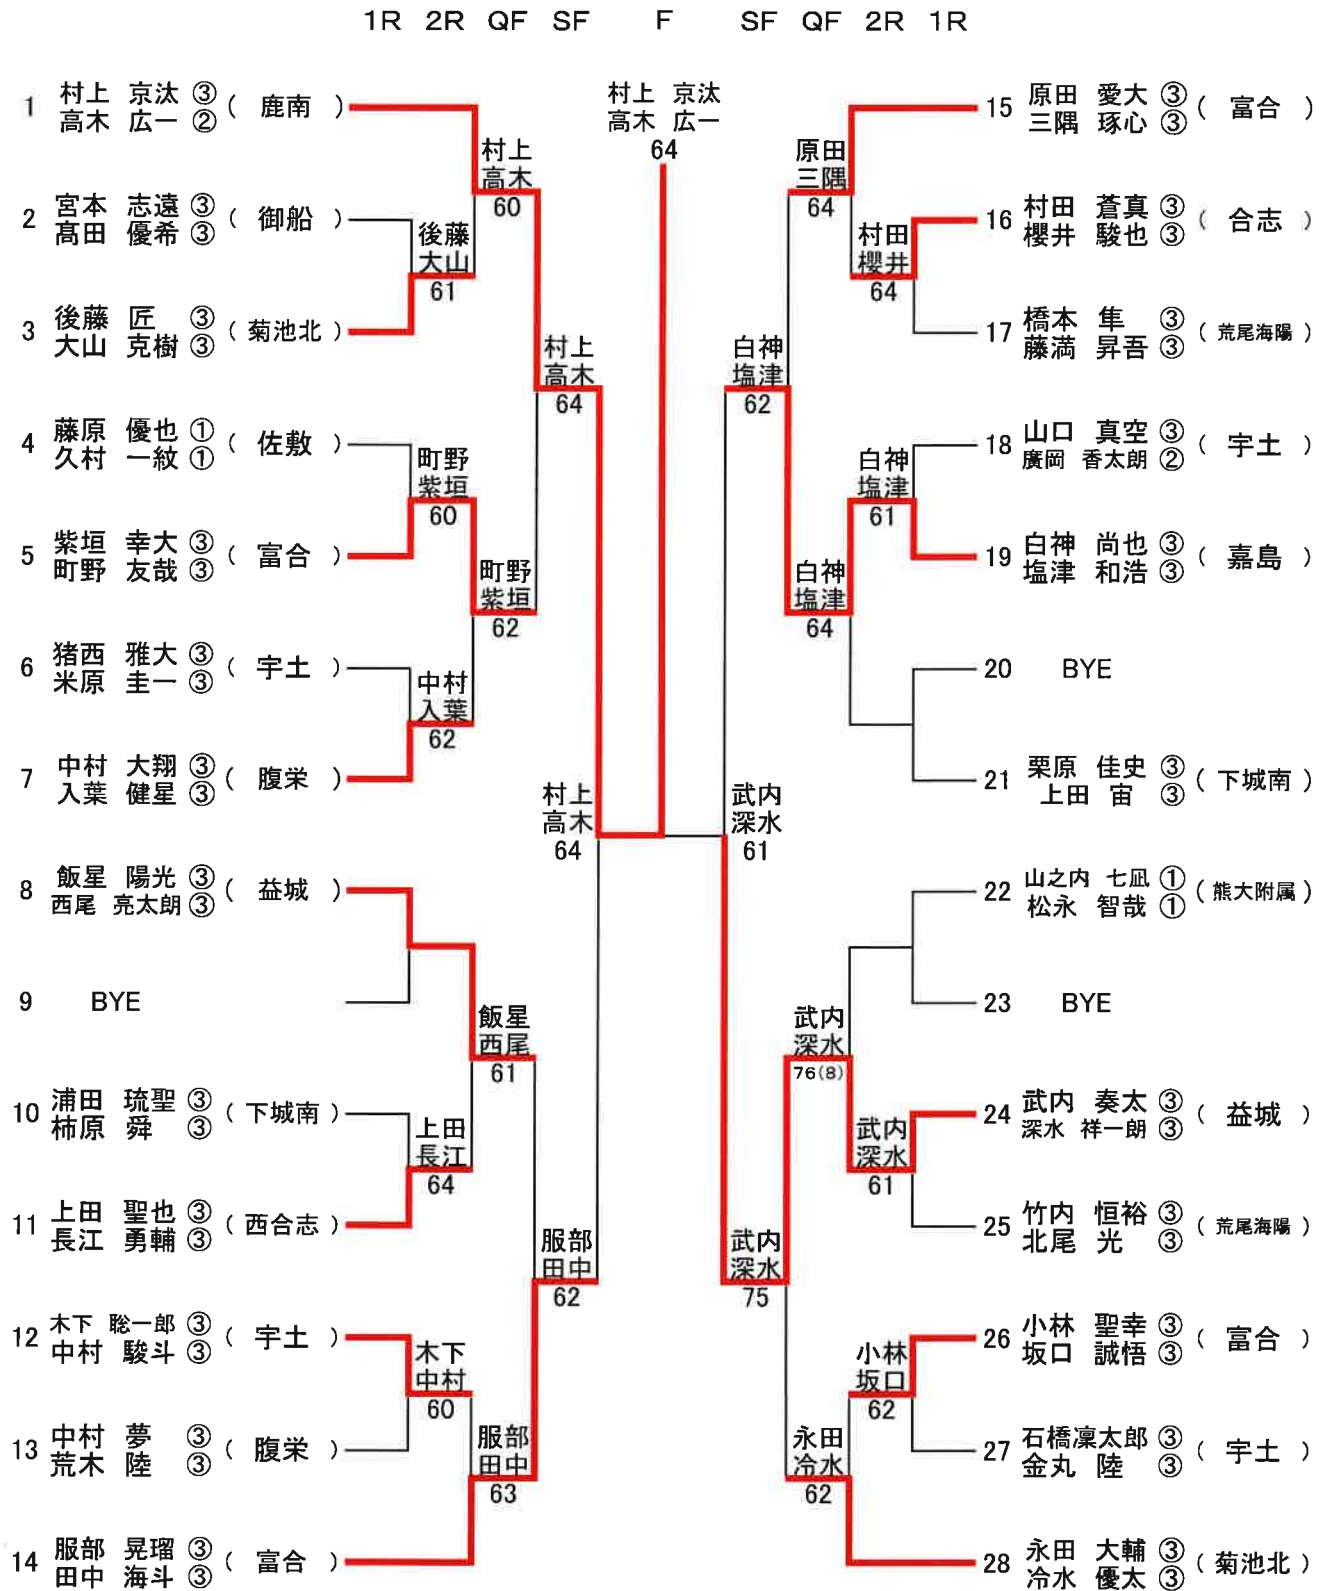 1R 2R QF SF F SF QF 2R 1R
1 村上 京汰 ③ ( 鹿南 )
高木 広一 ②
2 宮本 志遠 ③ ( 御船 )
髙田 優希 ③
3 後藤 匠 ③ ( 菊池北 )
大山 克樹 ③
4 藤原 優也 ① ( 佐敷 )
久村 一紋 ①
5 紫垣 幸大 ③ ( 富合 )
町野 友哉 ③
6 猪西 雅大 ③ ( 宇土 )
米原 圭一 ③
7 中村 大翔 ③ ( 腹栄 )
入葉 健星 ③
8 飯星 陽光 ③ ( 益城 )
西尾 亮太朗 ③
9 BYE
10 浦田 琉聖 ③ ( 下城南 )
柿原 舜 ③
11 上田 聖也 ③ ( 西合志 )
長江 勇輔 ③
12 木下 聡一郎 ③ ( 宇土 )
中村 駿斗 ③
13 中村 夢 ③ ( 腹栄 )
荒木 陸 ③
14 服部 晃瑠 ③ ( 富合 )
田中 海斗 ③
後藤
大山
61
町野
紫垣
60
中村
入葉
62
上田
長江
64
木下
中村
60
村上
高木
60
町野
紫垣
62
飯星
西尾
61
服部
田中
63
村上
高木
64
服部
田中
62
村上
高木
64
村上 京汰
高木 広一
64
武内
深水
61
白神
塩津
62
武内
深水
75
原田
三隅
64
白神
塩津
64
武内
深水
76(8)
永田
冷水
62
村田
櫻井
64
白神
塩津
61
武内
深水
61
小林
坂口
62
15 原田 愛大 ③ ( 富合 )
三隅 琢心 ③
16 村田 蒼真 ③ ( 合志 )
櫻井 駿也 ③
17 橋本 隼 ③ ( 荒尾海陽 )
藤満 昇吾 ③
18 山口 真空 ③ ( 宇土 )
廣岡 香太朗 ②
19 白神 尚也 ③ ( 嘉島 )
塩津 和浩 ③
20 BYE
21 栗原 佳史 ③ ( 下城南 )
上田 宙 ③
22 山之内 七凪 ① ( 熊大附属 )
松永 智哉 ①
23 BYE
24 武内 奏太 ③ ( 益城 )
深水 祥一朗 ③
25 竹内 恒裕 ③ ( 荒尾海陽 )
北尾 光 ③
26 小林 聖幸 ③ ( 富合 )
坂口 誠悟 ③
27 石橋凜太郎 ③ ( 宇土 )
金丸 陸 ③
28 永田 大輔 ③ ( 菊池北 )
冷水 優太 ③